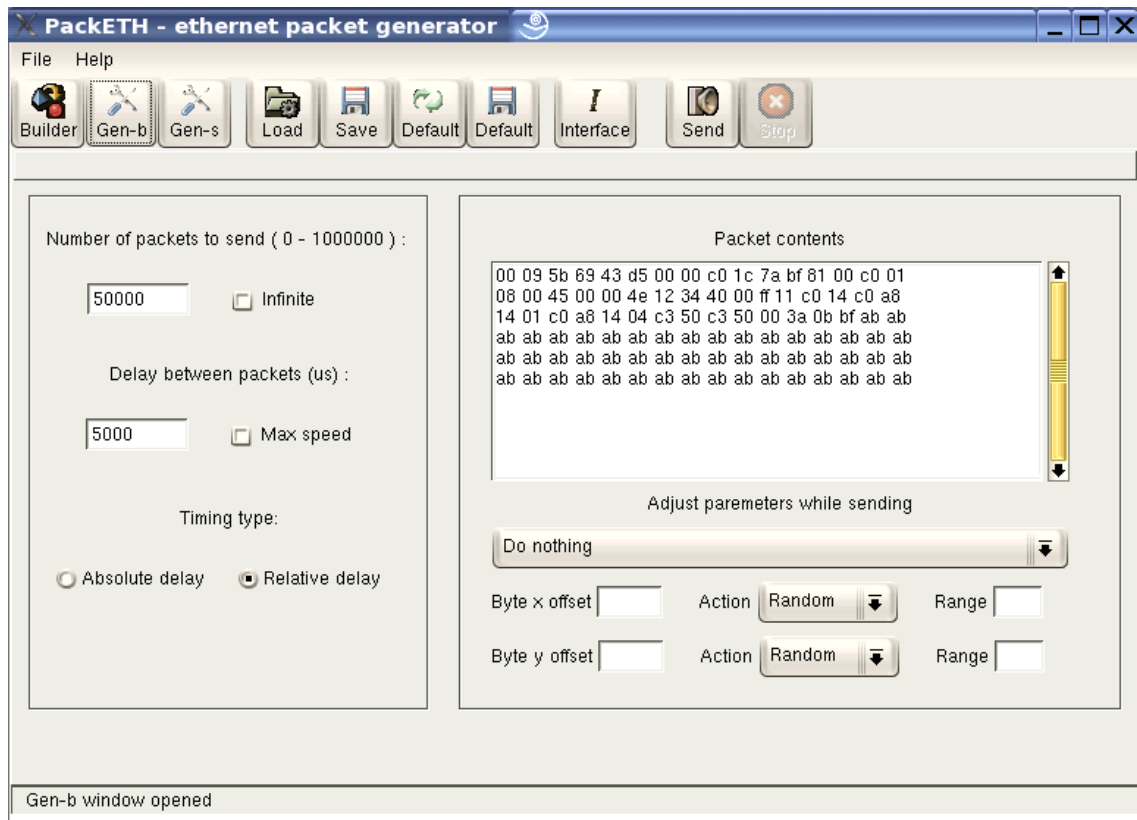 PackETH - ethernet packet generator
File Help
Builder Gen-b Gen-s Load Save Default Default Interface Send Stop
Number of packets to send ( 0 - 1000000 ) :
50000 Infinite
Delay between packets (us) :
5000 Max speed
Timing type:
Absolute delay Relative delay
Packet contents
00 09 5b 69 43 d5 00 00 c0 1c 7a bf 81 00 c0 01
08 00 45 00 00 4e 12 34 40 00 ff 11 c0 14 c0 a8
14 01 c0 a8 14 04 c3 50 c3 50 00 3a 0b bf ab ab
ab ab ab ab ab ab ab ab ab ab ab ab ab ab ab ab
ab ab ab ab ab ab ab ab ab ab ab ab ab ab ab ab
ab ab ab ab ab ab ab ab ab ab ab ab ab ab ab ab
Adjust paremeters while sending
Do nothing
Byte x offset Action Random Range
Byte y offset Action Random Range
Gen-b window opened